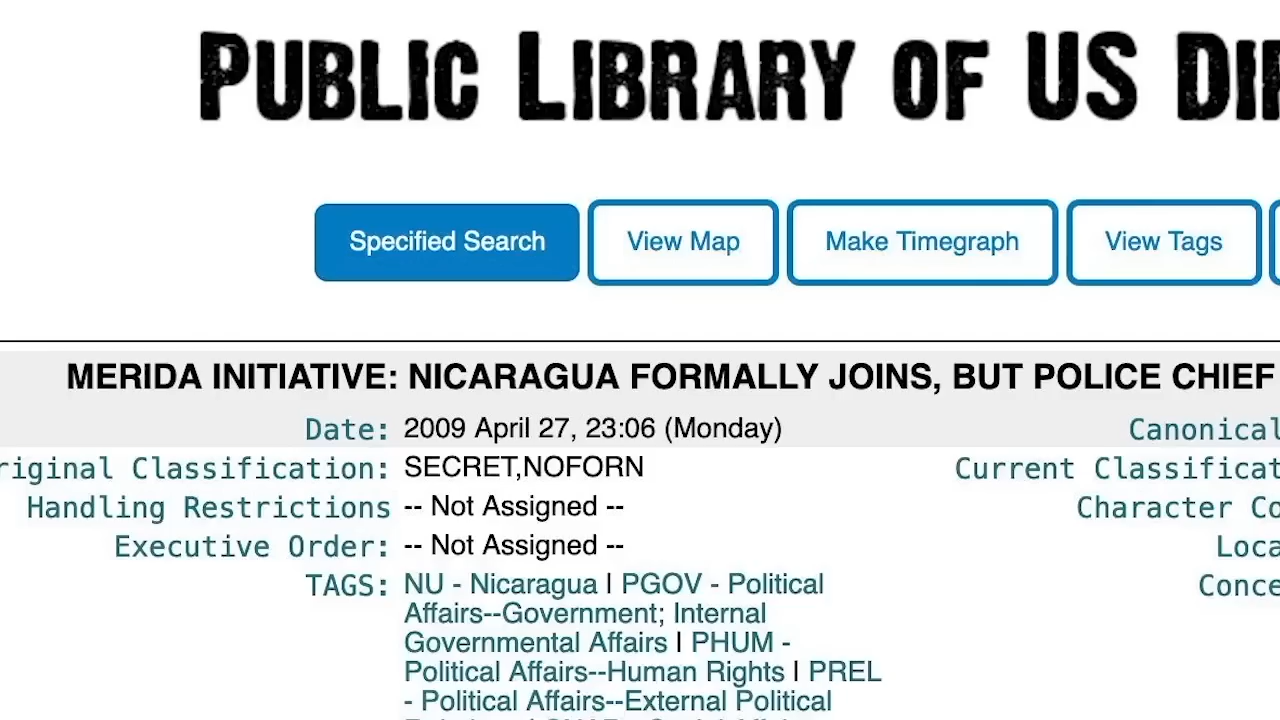 PUBLIC LIBRARY OF US
Specified Search View Map Make Timegraph View Tags
MERIDA INITIATIVE: NICARAGUA FORMALLY JOINS, BUT POLICE CHIEF
Date: 2009 April 27, 23:06 (Monday) Canonical
riginal Classification: SECRET,NOFORN Current Classificat
Handling Restrictions -- Not Assigned -- Character Co
Executive Order: -- Not Assigned -- Loca
TAGS: NU - Nicaragua | PGOV - Political Conce
Affairs--Government; Internal
Governmental Affairs | PHUM -
Political Affairs--Human Rights | PREL
- Political Affairs--External Political